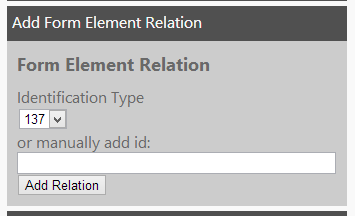 Add Form Element Relation
Form Element Relation
Identification Type
137
or manually add id:
Add Relation